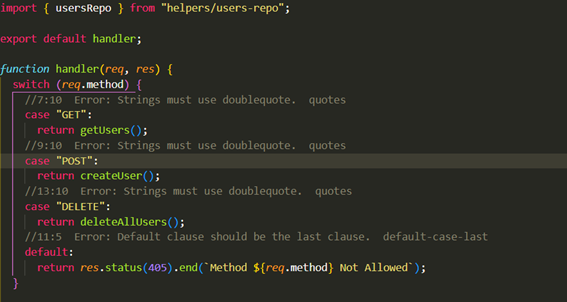 import { usersRepo } from "helpers/users-repo";
export default handler;
function handler(req, res) {
switch (req.method) {
//7:10  Error: Strings must use doublequote.  quotes
case "GET":
return getUsers();
//9:10  Error: Strings must use doublequote.  quotes
case "POST":
return createUser();
//13:10  Error: Strings must use doublequote.  quotes
case "DELETE":
return deleteAllUsers();
//11:5  Error: Default clause should be the last clause.  default-case-last
default:
return res.status(405).end(`Method ${req.method} Not Allowed`);
}